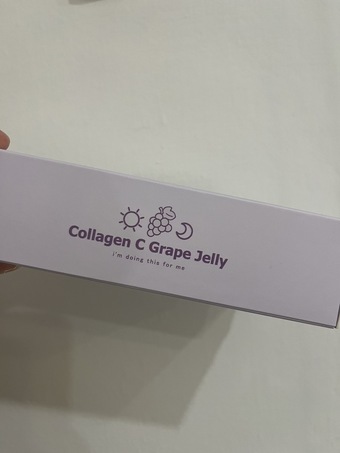 Collagen C Grape Jelly
i'm doing this for me